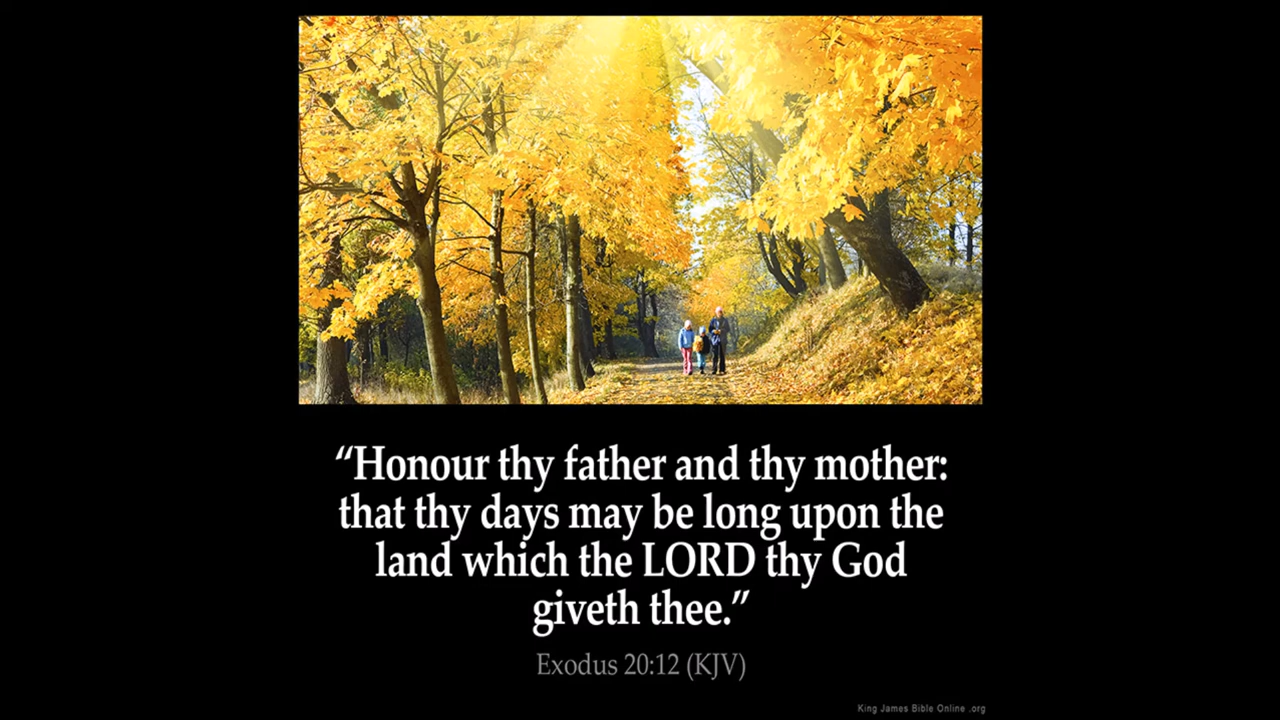 “Honour thy father and thy mother:
that thy days may be long upon the
land which the LORD thy God
giveth thee.”
Exodus 20:12 (KJV)
King James Bible Online .org